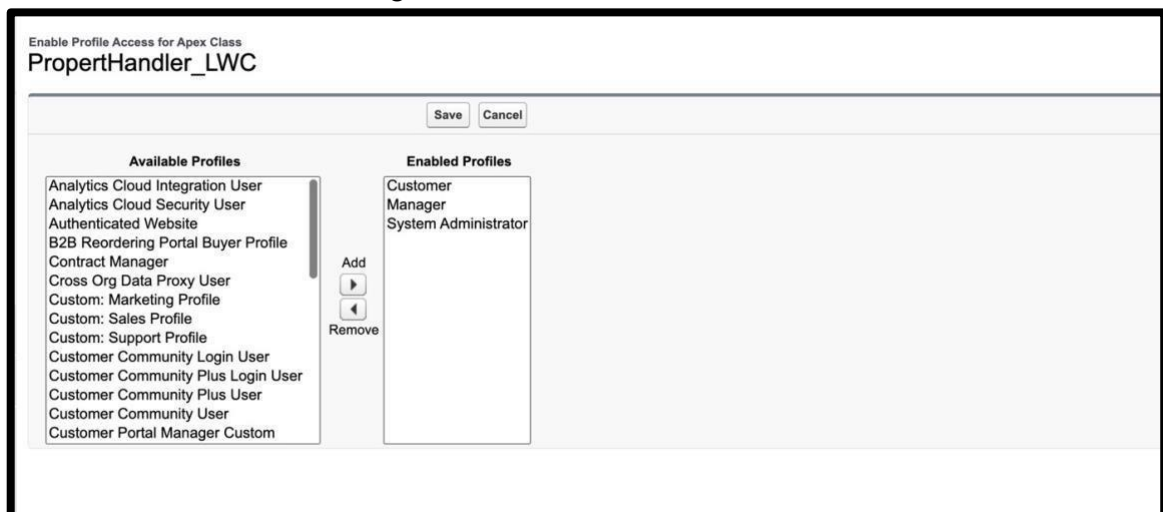 Enable Profile Access for Apex Class
PropertHandler_LWC
Save Cancel
Available Profiles
Analytics Cloud Integration User
Analytics Cloud Security User
Authenticated Website
B2B Reordering Portal Buyer Profile
Contract Manager
Cross Org Data Proxy User
Custom: Marketing Profile
Custom: Sales Profile
Custom: Support Profile
Customer Community Login User
Customer Community Plus Login User
Customer Community Plus User
Customer Community User
Customer Portal Manager Custom
Add
Remove
Enabled Profiles
Customer
Manager
System Administrator